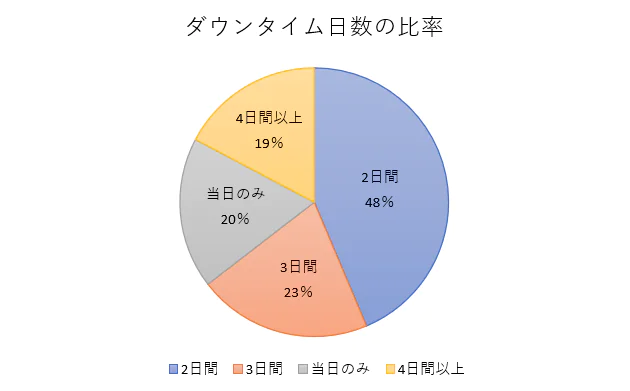 ダウンタイム日数の比率
4日間以上
19%
2日間
48%
当日のみ
20%
3日間
23%
2日間
3日間
当日のみ
4日間以上